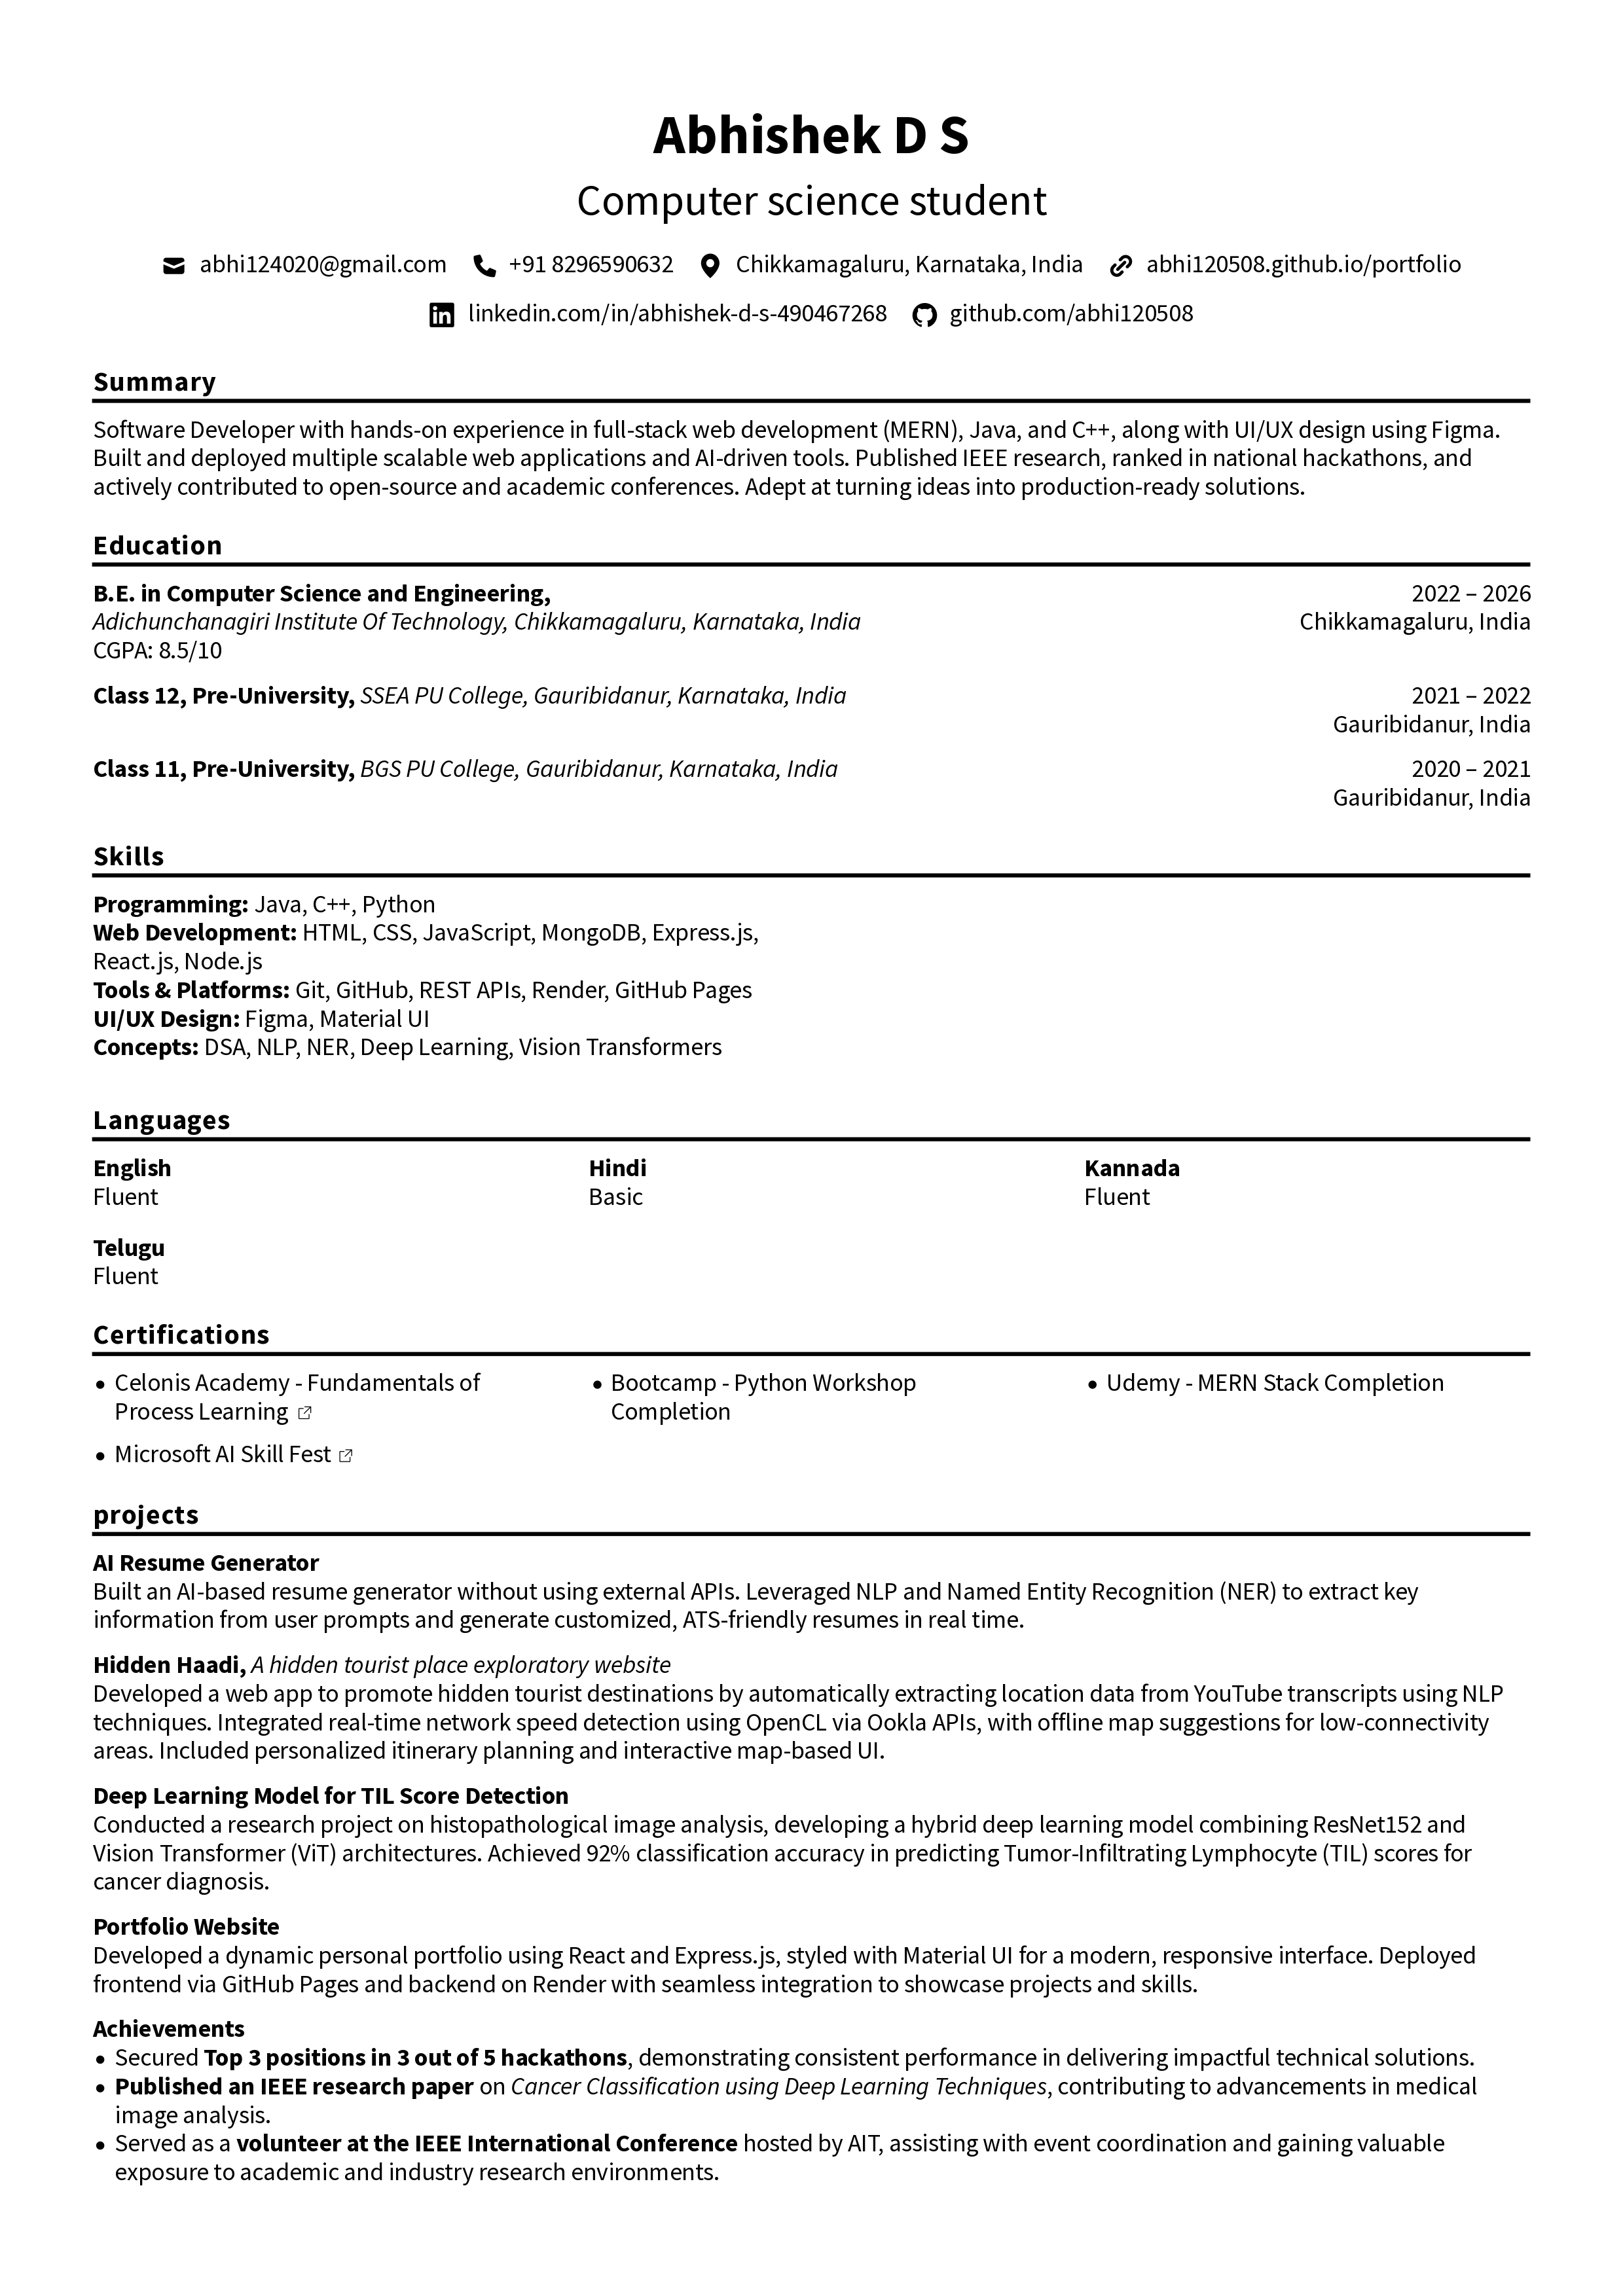 Abhishek D S
Computer science student
abhi124020@gmail.com +91 8296590632 Chikkamagaluru, Karnataka, India abhi120508.github.io/portfolio
linkedin.com/in/abhishek-d-s-490467268 github.com/abhi120508
Summary
Software Developer with hands-on experience in full-stack web development (MERN), Java, and C++, along with UI/UX design using Figma.
Built and deployed multiple scalable web applications and AI-driven tools. Published IEEE research, ranked in national hackathons, and
actively contributed to open-source and academic conferences. Adept at turning ideas into production-ready solutions.
Education
B.E. in Computer Science and Engineering, 2022 – 2026
Adichunchanagiri Institute Of Technology, Chikkamagaluru, Karnataka, India Chikkamagaluru, India
CGPA: 8.5/10
Class 12, Pre-University, SSEA PU College, Gauribidanur, Karnataka, India 2021 – 2022
Gauribidanur, India
Class 11, Pre-University, BGS PU College, Gauribidanur, Karnataka, India 2020 – 2021
Gauribidanur, India
Skills
Programming: Java, C++, Python
Web Development: HTML, CSS, JavaScript, MongoDB, Express.js,
React.js, Node.js
Tools & Platforms: Git, GitHub, REST APIs, Render, GitHub Pages
UI/UX Design: Figma, Material UI
Concepts: DSA, NLP, NER, Deep Learning, Vision Transformers
Languages
English Hindi Kannada
Fluent Basic Fluent
Telugu
Fluent
Certifications
• Celonis Academy - Fundamentals of • Bootcamp - Python Workshop • Udemy - MERN Stack Completion
Process Learning Completion
• Microsoft AI Skill Fest
projects
AI Resume Generator
Built an AI-based resume generator without using external APIs. Leveraged NLP and Named Entity Recognition (NER) to extract key
information from user prompts and generate customized, ATS-friendly resumes in real time.
Hidden Haadi, A hidden tourist place exploratory website
Developed a web app to promote hidden tourist destinations by automatically extracting location data from YouTube transcripts using NLP
techniques. Integrated real-time network speed detection using OpenCL via Ookla APIs, with offline map suggestions for low-connectivity
areas. Included personalized itinerary planning and interactive map-based UI.
Deep Learning Model for TIL Score Detection
Conducted a research project on histopathological image analysis, developing a hybrid deep learning model combining ResNet152 and
Vision Transformer (ViT) architectures. Achieved 92% classification accuracy in predicting Tumor-Infiltrating Lymphocyte (TIL) scores for
cancer diagnosis.
Portfolio Website
Developed a dynamic personal portfolio using React and Express.js, styled with Material UI for a modern, responsive interface. Deployed
frontend via GitHub Pages and backend on Render with seamless integration to showcase projects and skills.
Achievements
• Secured Top 3 positions in 3 out of 5 hackathons, demonstrating consistent performance in delivering impactful technical solutions.
• Published an IEEE research paper on Cancer Classification using Deep Learning Techniques, contributing to advancements in medical
image analysis.
• Served as a volunteer at the IEEE International Conference hosted by AIT, assisting with event coordination and gaining valuable
exposure to academic and industry research environments.